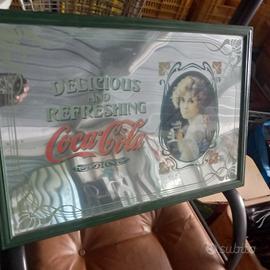 DELICIOUS
AND
REFRESHING
Coca-Cola
subito